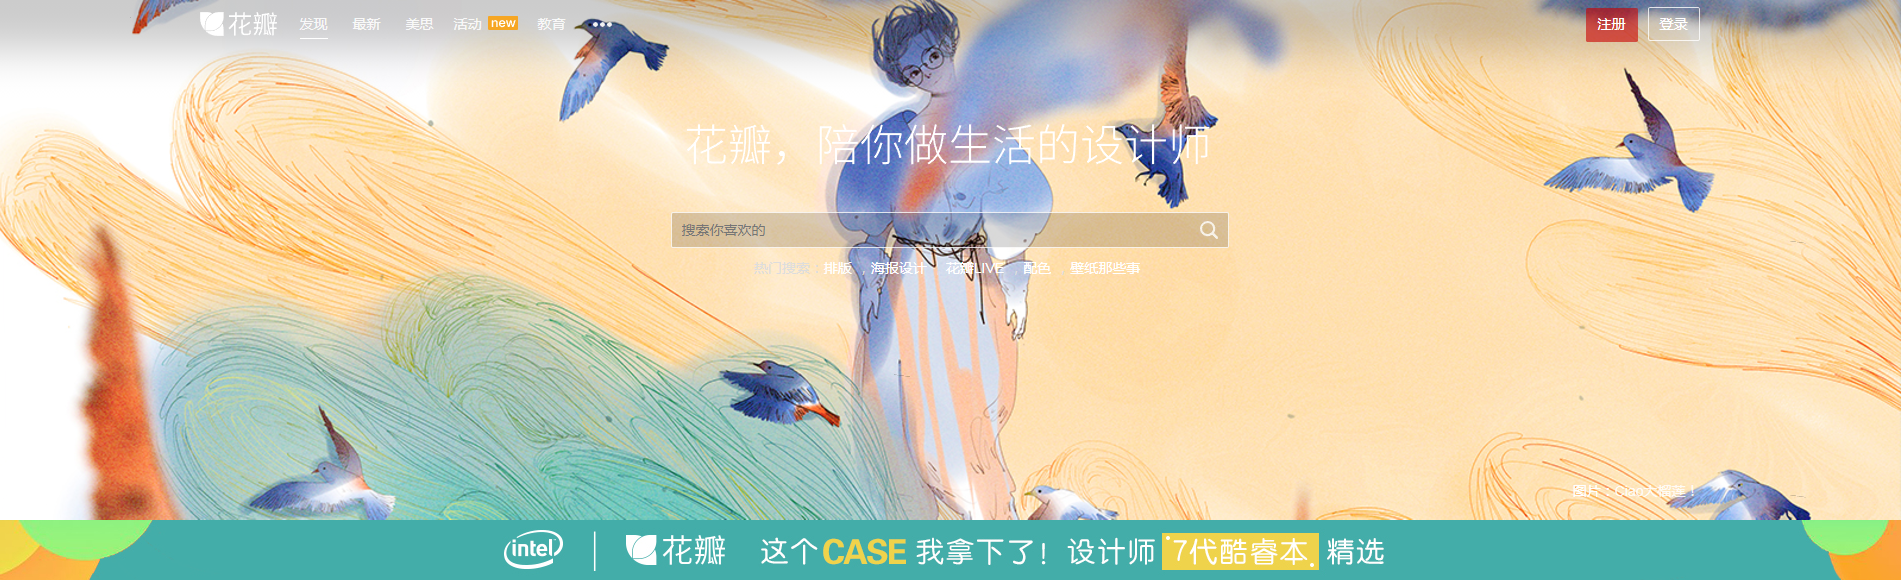 花瓣 发现 最新 美思 活动 new 教育 ••• 注册 登录
花瓣，陪你做生活的设计师
搜索你喜欢的
热门搜索：排版 ，海报设计 ，花瓣LIVE ，配色 ，壁纸那些事
intel | 花瓣 这个CASE我拿下了！设计师 7代酷睿本 精选